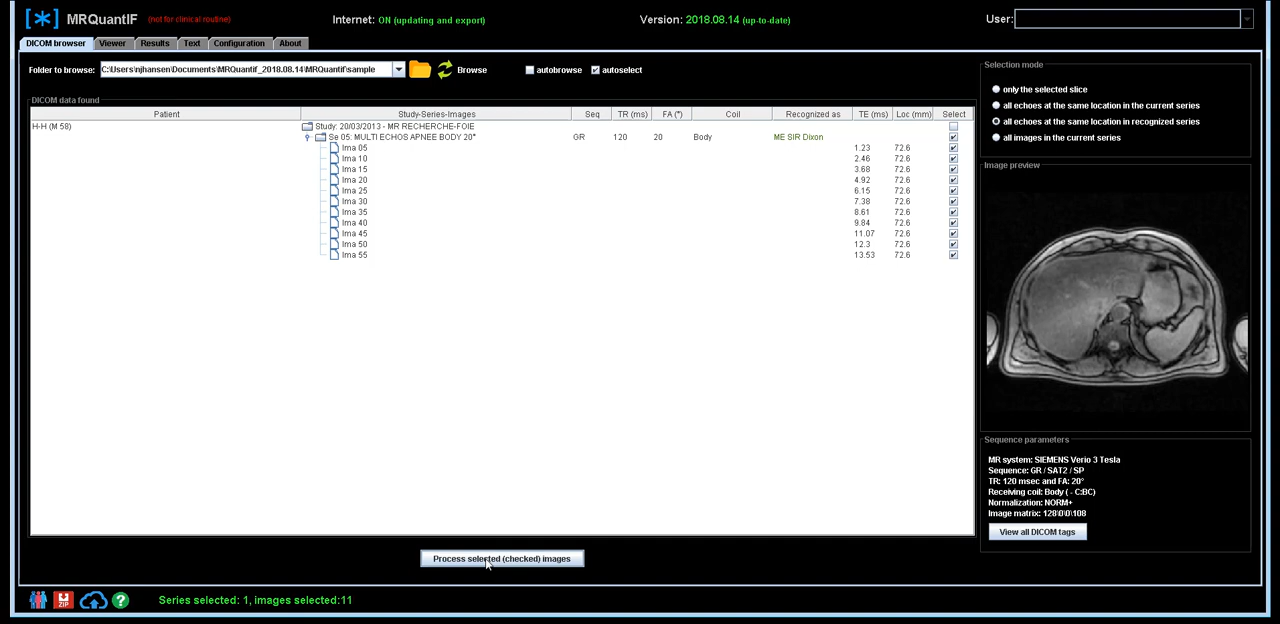 [*] MRQuantIF (not for clinical routine) Internet: ON (updating and export) Version: 2018.08.14 (up-to-date) User:
DICOM browser Viewer Results Text Configuration About
Folder to browse: C:\Users\njhansen\Documents\MRQuantif_2018.08.14\MRQuantif\sample Browse autobrowse autoselect
DICOM data found
Patient Study-Series-Images Seq TR (ms) FA (°) Coil Recognized as TE (ms) Loc (mm) Select
H-H (M 58) Study: 20/03/2013 - MR RECHERCHE-FOIE
Se 05: MULTI ECHOS APNEE BODY 20° GR 120 20 Body ME SIR Dixon
Ima 05 1.23 72.6
Ima 10 2.46 72.6
Ima 15 3.68 72.6
Ima 20 4.92 72.6
Ima 25 6.15 72.6
Ima 30 7.38 72.6
Ima 35 8.61 72.6
Ima 40 9.84 72.6
Ima 45 11.07 72.6
Ima 50 12.3 72.6
Ima 55 13.53 72.6
Process selected (checked) images
Selection mode
only the selected slice
all echoes at the same location in the current series
all echoes at the same location in recognized series
all images in the current series
Image preview
Sequence parameters
MR system: SIEMENS Verio 3 Tesla
Sequence: GR / SAT2 / SP
TR: 120 msec and FA: 20°
Receiving coil: Body ( - C:BC)
Normalization: NORM+
Image matrix: 128\0\0\108
View all DICOM tags
ZIP ? Series selected: 1, images selected:11